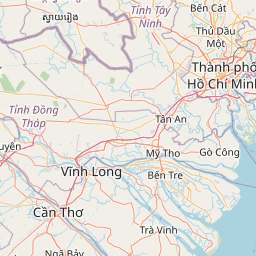 ស្វាយរៀង
Tỉnh Tây
Ninh
Bến Cát
Thủ Dầu
Một
Thành phố
Hồ Chí Minh
Tỉnh Đồng
Tháp
Tân An
Mỹ Tho
Gò Công
Vĩnh Long
Bến Tre
Cần Thơ
Trà Vinh
Ngã Bảy